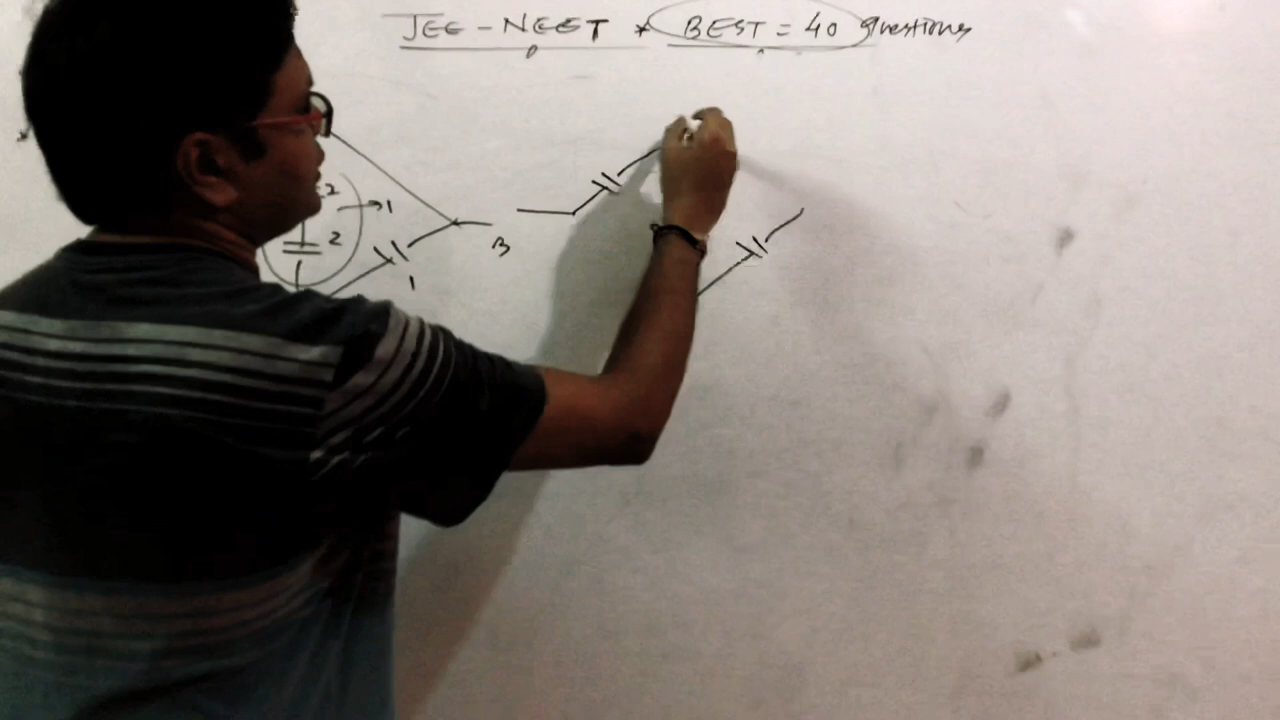 JEE - NEET * BEST = 40 Questions
2 → 1
2
B
1